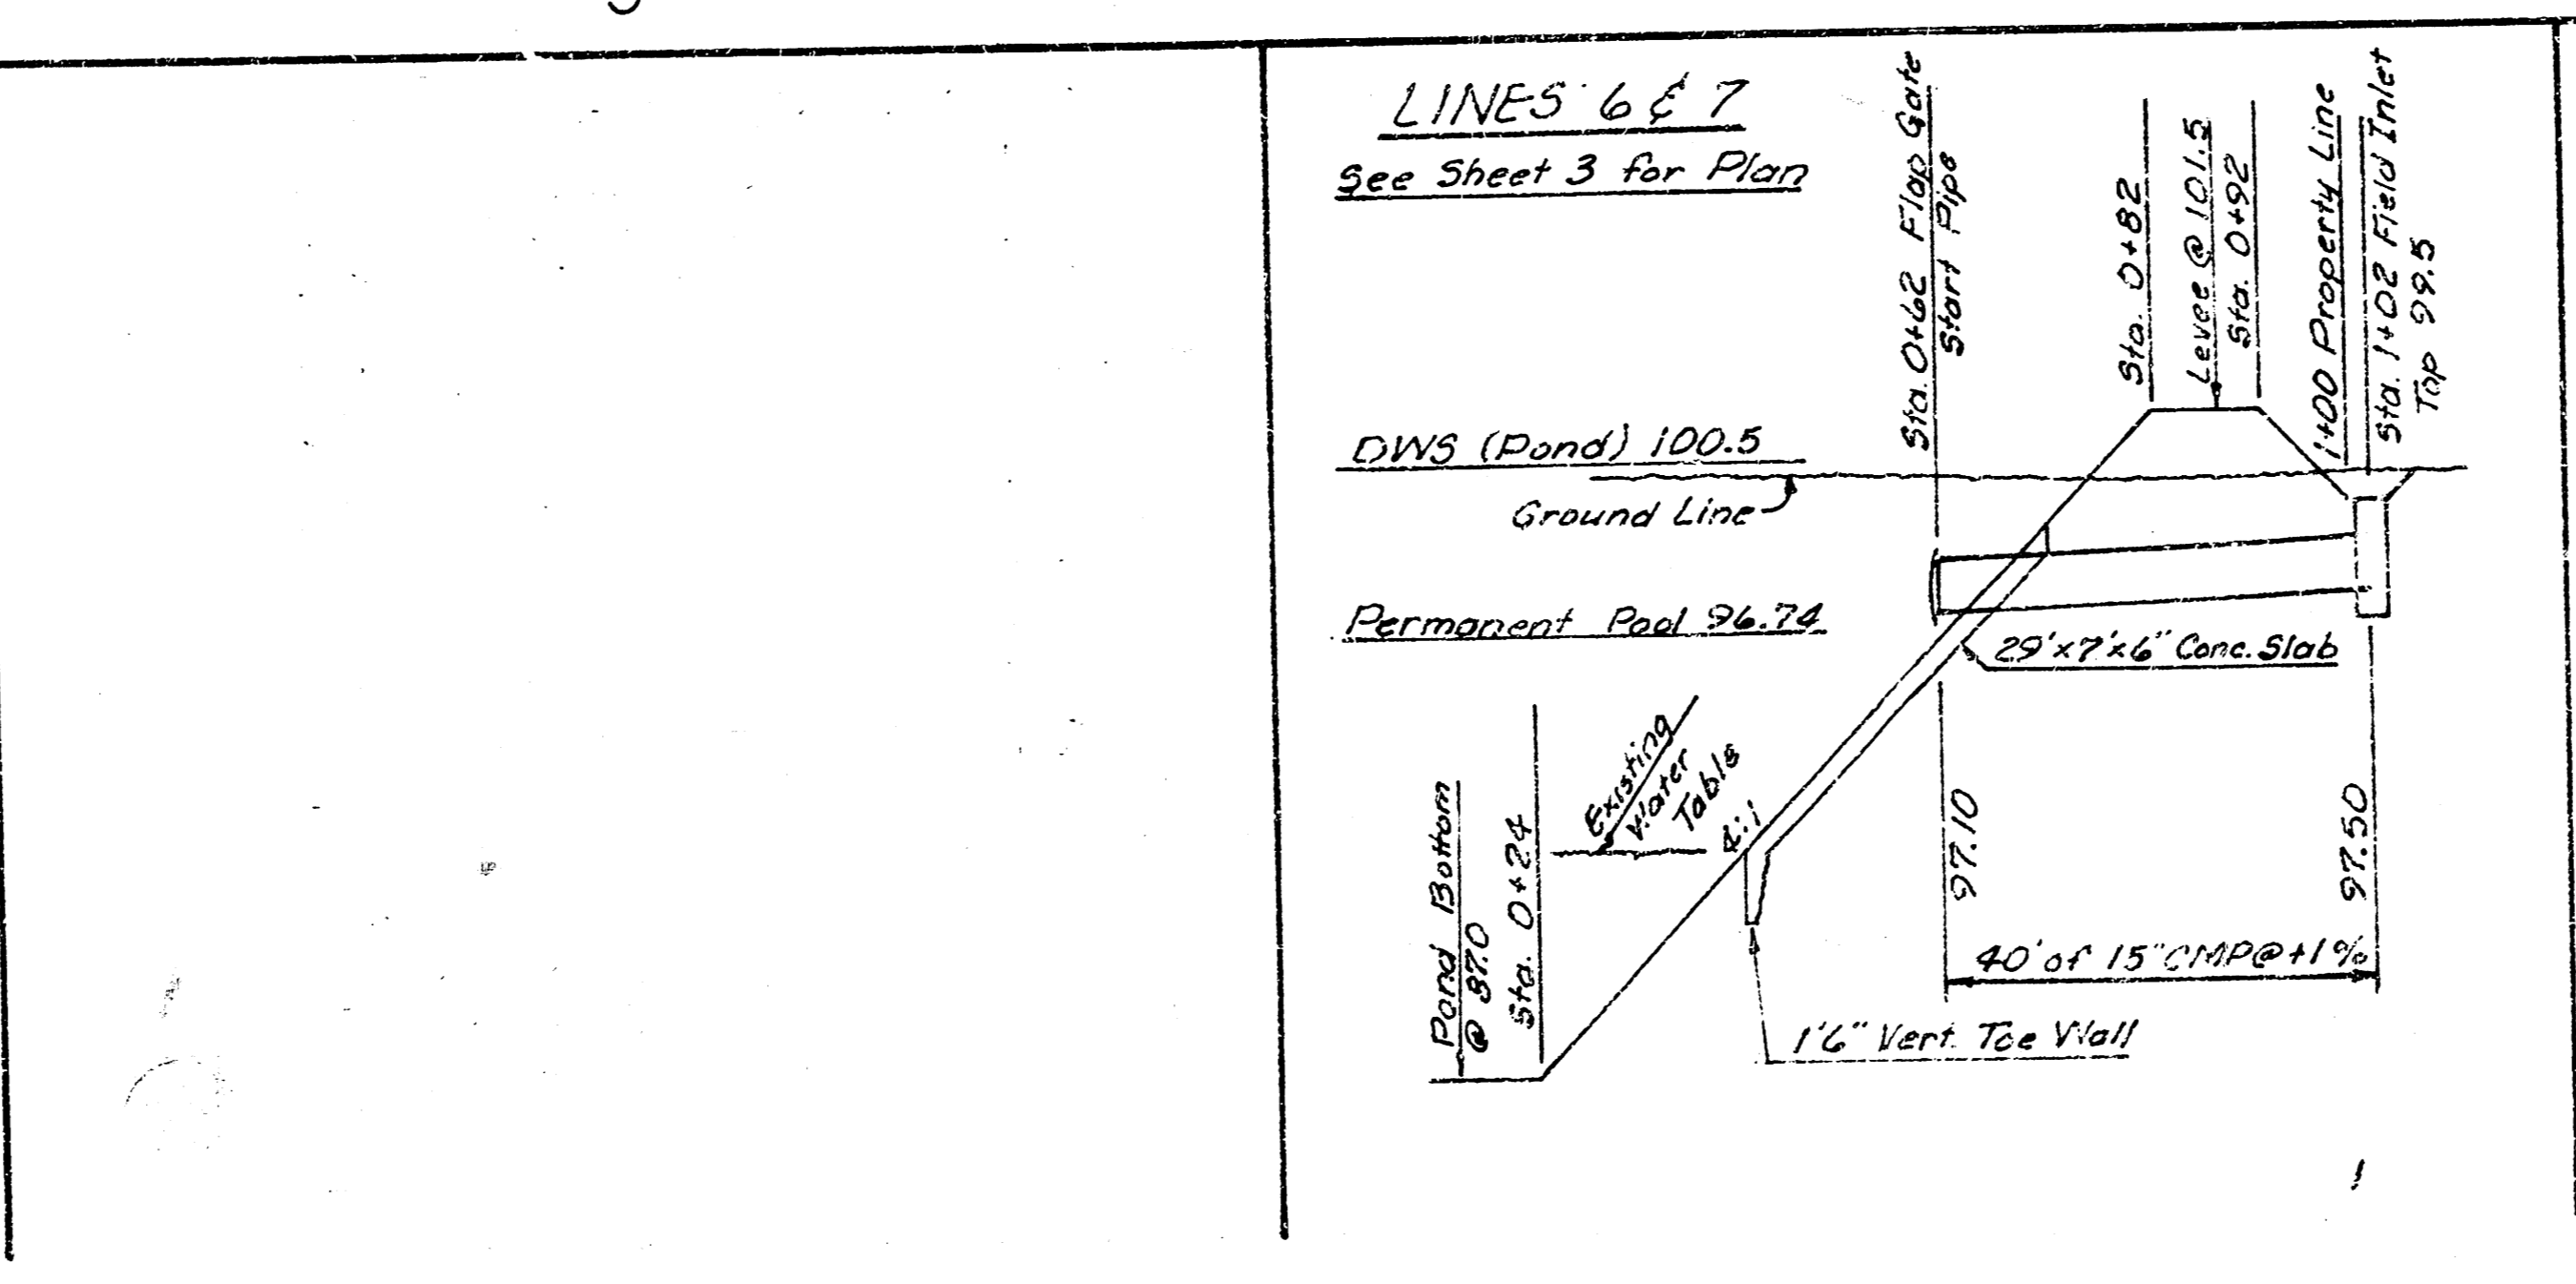 LINES 6 & 7
See Sheet 3 for Plan
Sta. 0+62 Flap Gate
Start Pipe
Sta. 0+82
Levee @ 101.5
Sta. 0+92
1+00 Property Line
Sta. 1+02 Field Inlet
Top 99.5
DWS (Pond) 100.5
Ground Line
Permanent Pool 96.74
29'x7'x6" Conc. Slab
Existing
Water
Table
4:1
Pond Bottom
@ 87.0
Sta. 0+24
97.10
97.50
40' of 15" CMP @ +1%
1'6" Vert. Toe Wall